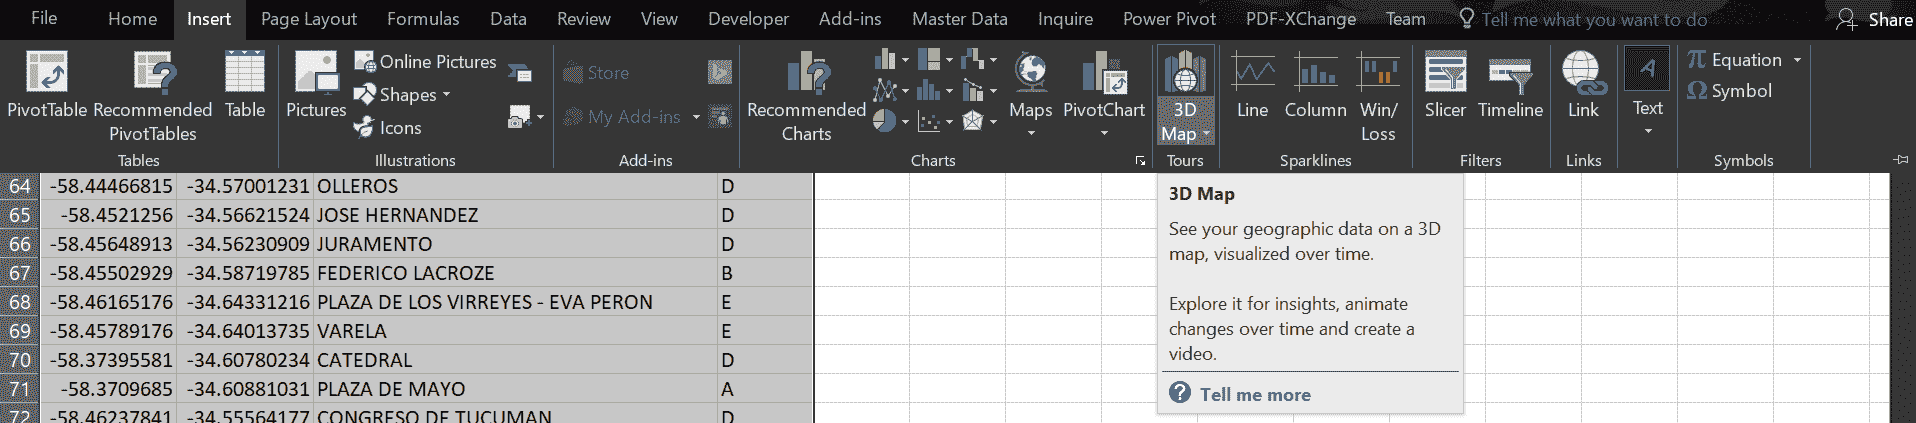 File Home Insert Page Layout Formulas Data Review View Developer Add-ins Master Data Inquire Power Pivot PDF-XChange Team Tell me what you want to do Share
PivotTable
Recommended
PivotTables
Table
Tables
Pictures
Online Pictures
Shapes
Icons
Illustrations
Store
My Add-ins
Add-ins
Recommended
Charts
Maps
PivotChart
Charts
3D
Map
Tours
Line
Column
Win/
Loss
Sparklines
Slicer
Timeline
Filters
Link
Links
A
Text
π Equation
Ω Symbol
Symbols
64 -58.44466815 -34.57001231 OLLEROS D
65 -58.4521256 -34.56621524 JOSE HERNANDEZ D
66 -58.45648913 -34.56230909 JURAMENTO D
67 -58.45502929 -34.58719785 FEDERICO LACROZE B
68 -58.46165176 -34.64331216 PLAZA DE LOS VIRREYES - EVA PERON E
69 -58.45789176 -34.64013735 VARELA E
70 -58.37395581 -34.60780234 CATEDRAL D
71 -58.3709685 -34.60881031 PLAZA DE MAYO A
72 -58.46237841 -34.55564177 CONGRESO DE TUCUMAN D
3D Map
See your geographic data on a 3D
map, visualized over time.
Explore it for insights, animate
changes over time and create a
video.
? Tell me more